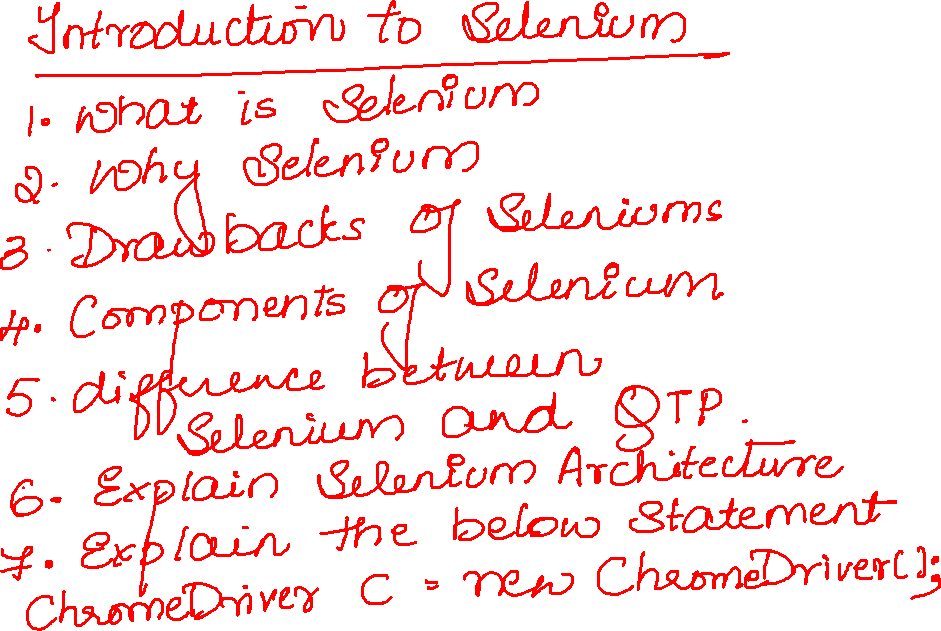 Introduction to Selenium
1. What is Selenium
2. Why Selenium
3. Drawbacks of Seleniums
4. Components of Selenium
5. difference between
Selenium and QTP.
6. Explain Selenium Architecture
7. Explain the below Statement
ChromeDriver C = new ChromeDriver();